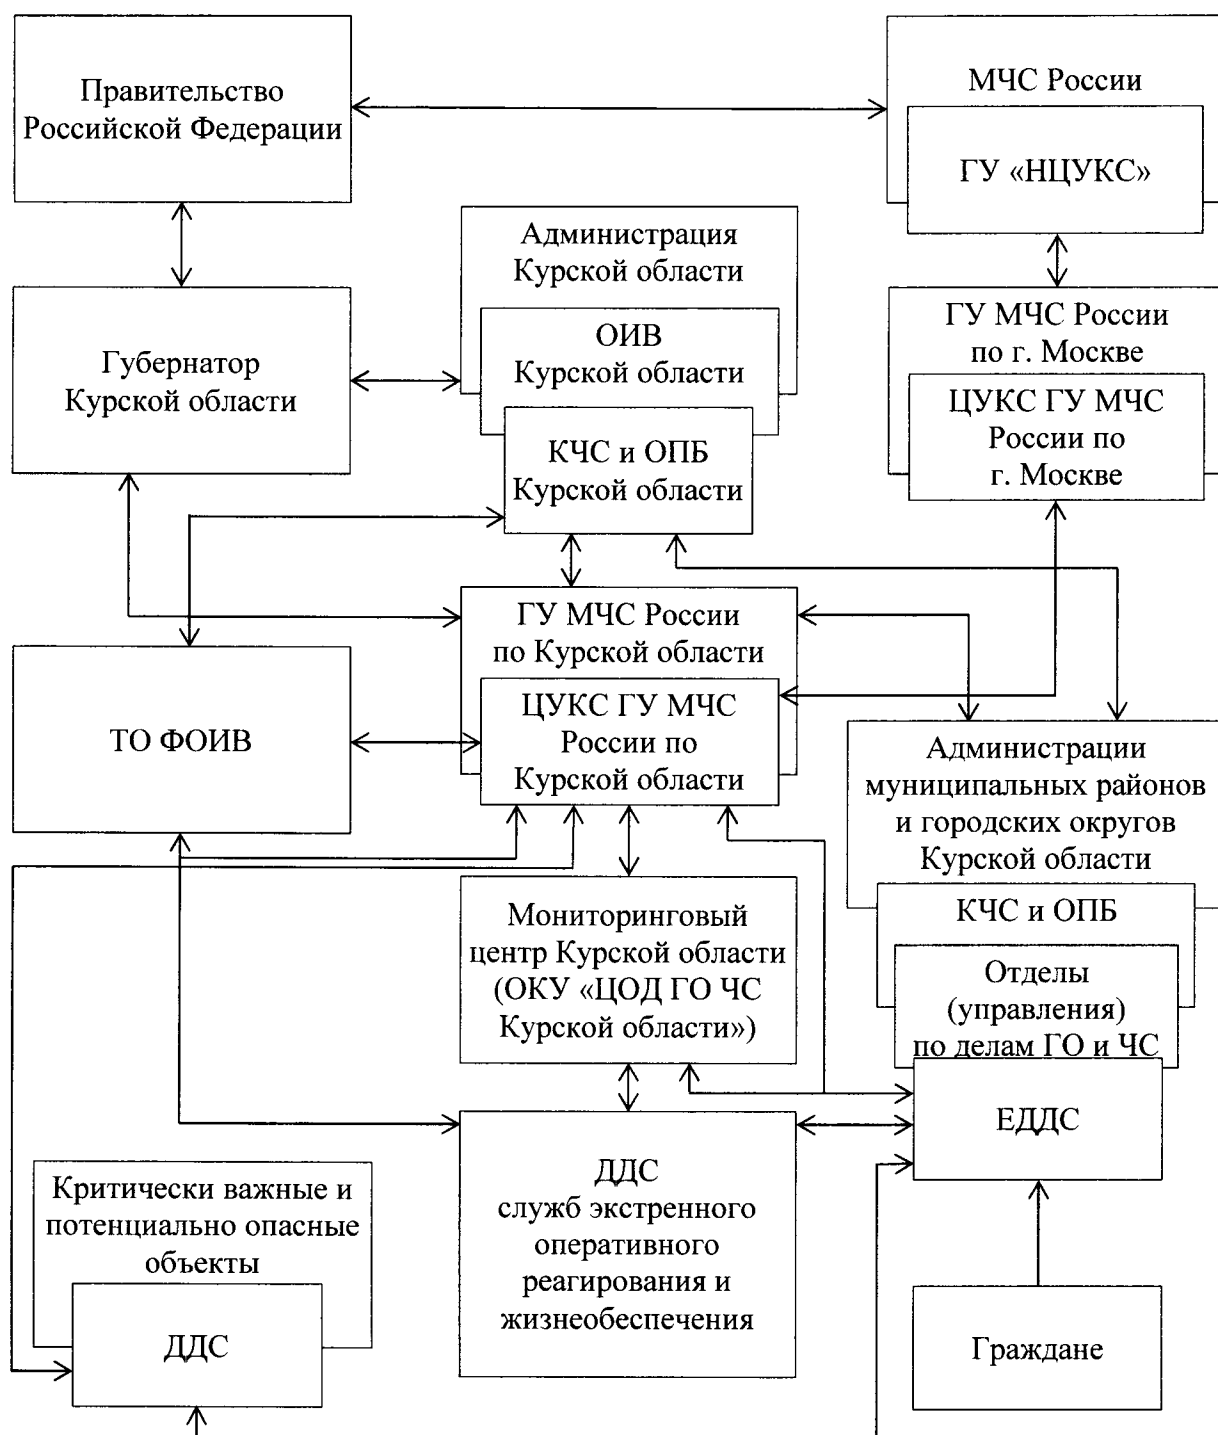 Правительство
Российской Федерации
МЧС России
ГУ «НЦУКС»
Администрация
Курской области
ОИВ
Курской области
КЧС и ОПБ
Курской области
Губернатор
Курской области
ГУ МЧС России
по г. Москве
ЦУКС ГУ МЧС
России по
г. Москве
ГУ МЧС России
по Курской области
ЦУКС ГУ МЧС
России по
Курской области
ТО ФОИВ
Администрации
муниципальных районов
и городских округов
Курской области
КЧС и ОПБ
Отделы
(управления)
по делам ГО и ЧС
ЕДДС
Мониторинговый
центр Курской области
(ОКУ «ЦОД ГО ЧС
Курской области»)
ДДС
служб экстренного
оперативного
реагирования и
жизнеобеспечения
Критически важные и
потенциально опасные
объекты
ДДС
Граждане